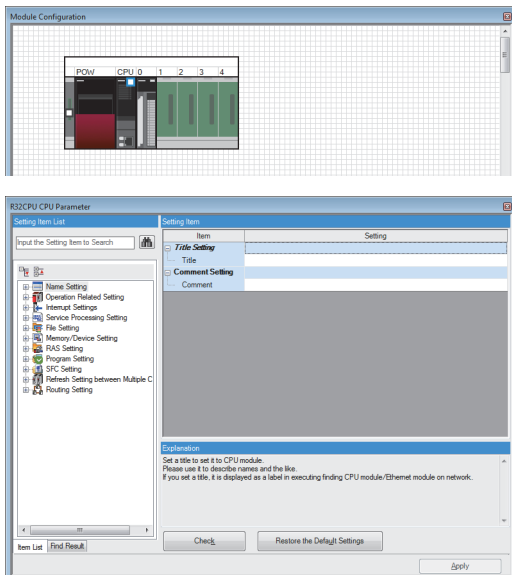 Module Configuration
POW CPU 0 1 2 3 4
R32CPU CPU Parameter
Setting Item List
Setting Item
Input the Setting Item to Search
Item Setting
Title Setting
Title
Comment Setting
Comment
Name Setting
Operation Related Setting
Interrupt Settings
Service Processing Setting
File Setting
Memory/Device Setting
RAS Setting
Program Setting
SFC Setting
Refresh Setting between Multiple C
Routing Setting
Explanation
Set a title to set it to CPU module.
Please use it to describe names and the like.
If you set a title, it is displayed as a label in executing finding CPU module/Ethernet module on network.
Item List Find Result
Check Restore the Default Settings
Apply